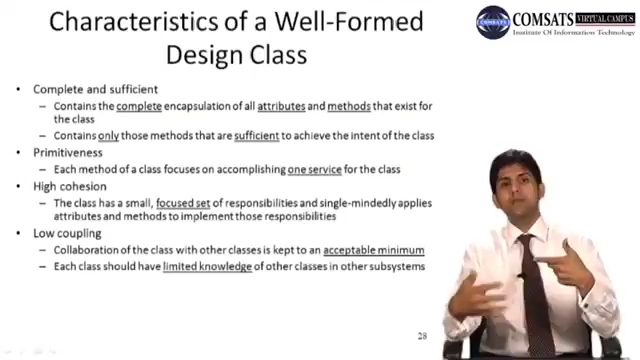 Characteristics of a Well-Formed
Design Class
COMSATS
COMSATS VIRTUAL CAMPUS
Institute Of Information Technology
• Complete and sufficient
– Contains the complete encapsulation of all attributes and methods that exist for
the class
– Contains only those methods that are sufficient to achieve the intent of the class
• Primitiveness
– Each method of a class focuses on accomplishing one service for the class
• High cohesion
– The class has a small, focused set of responsibilities and single-mindedly applies
attributes and methods to implement those responsibilities
• Low coupling
– Collaboration of the class with other classes is kept to an acceptable minimum
– Each class should have limited knowledge of other classes in other subsystems
28